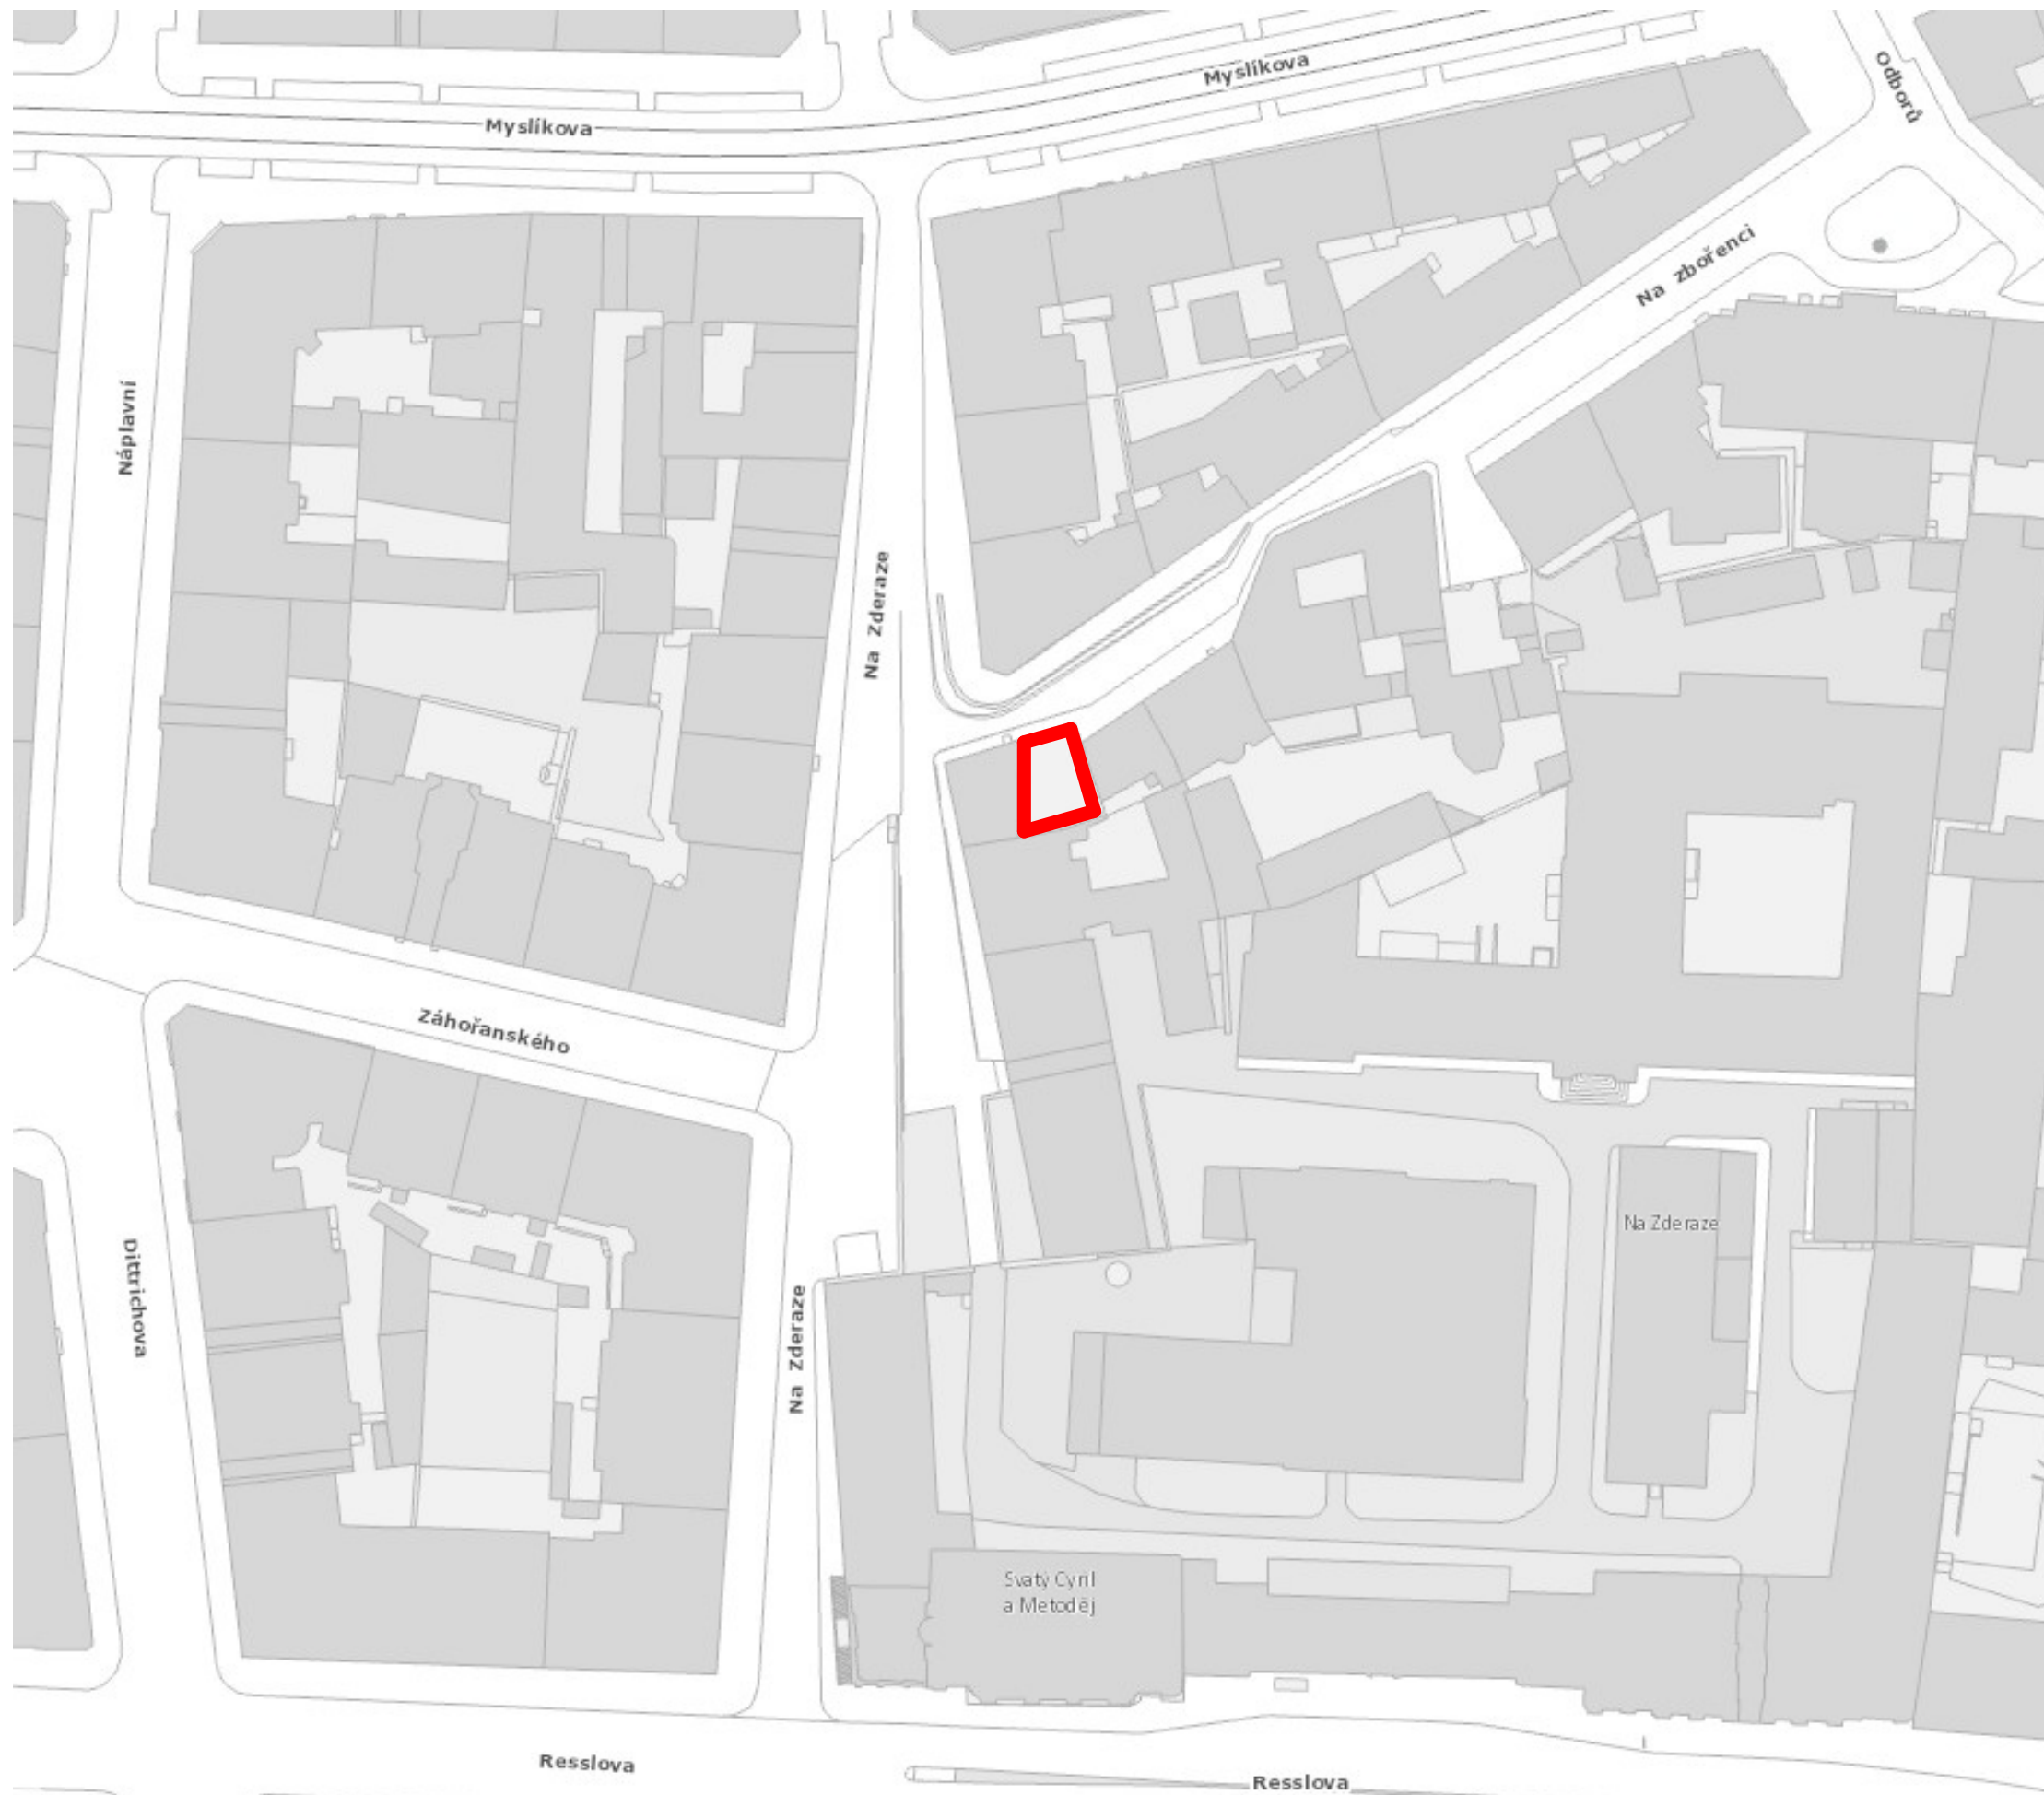 Myslíkova
Odborů
Myslíkova
Na zbořenci
Náplavní
Na Zderaze
Záhořanského
Na Zderaze
Dittrichova
Na Zderaze
Svatý Cyril
a Metoděj
Resslova
Resslova